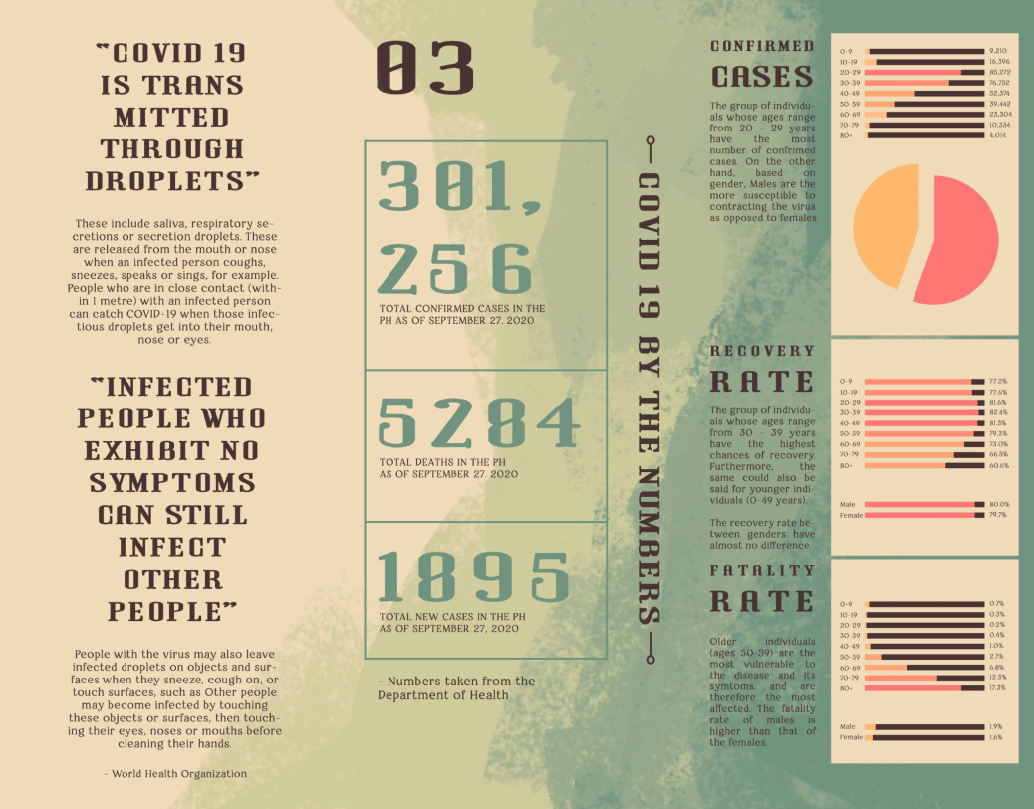 “COVID 19
IS TRANS
MITTED
THROUGH
DROPLETS”
These include saliva, respiratory se-
cretions or secretion droplets. These
are released from the mouth or nose
when an infected person coughs,
sneezes, speaks or sings, for example.
People who are in close contact (with-
in 1 metre) with an infected person
can catch COVID-19 when those infec-
tious droplets get into their mouth,
nose or eyes.
“INFECTED
PEOPLE WHO
EXHIBIT NO
SYMPTOMS
CAN STILL
INFECT
OTHER
PEOPLE”
People with the virus may also leave
infected droplets on objects and sur-
faces when they sneeze, cough on, or
touch surfaces, such as Other people
may become infected by touching
these objects or surfaces, then touch-
ing their eyes, noses or mouths before
cleaning their hands.
- World Health Organization
03
301,
256
TOTAL CONFIRMED CASES IN THE
PH AS OF SEPTEMBER 27. 2020
5284
TOTAL DEATHS IN THE PH
AS OF SEPTEMBER 27. 2020
1895
TOTAL NEW CASES IN THE PH
AS OF SEPTEMBER 27, 2020
- Numbers taken from the
Department of Health
COVID 19 BY THE NUMBERS
CONFIRMED
CASES
The group of individu-
als whose ages range
from 20 - 29 years
have the most
number of confrimed
cases. On the other
hand, based on
gender, Males are the
more susceptible to
contracting the virus
as opposed to females
0-9 9,210
10-19 16,396
20-29 85,272
30-39 76,752
40-49 52,374
50-59 39,442
60-69 23,304
70-79 10,334
80+ 4,014
RECOVERY
RATE
The group of individu-
als whose ages range
from 30 - 39 years
have the highest
chances of recovery.
Furthermore, the
same could also be
said for younger indi-
viduals (0-49 years).
The recovery rate be-
tween genders have
almost no difference.
0-9 77.2%
10-19 77.6%
20-29 81.6%
30-39 82.4%
40-49 81.3%
50-59 79.3%
60-69 73.0%
70-79 66.5%
80+ 60.6%
Male 80.0%
Female 79.7%
FATALITY
RATE
Older individuals
(ages 50-59) are the
most vulnerable to
the disease and its
symtoms, and are
therefore the most
affected. The fatality
rate of males is
higher than that of
the females.
0-9 0.7%
10-19 0.3%
20-29 0.2%
30-39 0.4%
40-49 1.0%
50-59 2.7%
60-69 6.8%
70-79 12.3%
80+ 17.3%
Male 1.9%
Female 1.6%